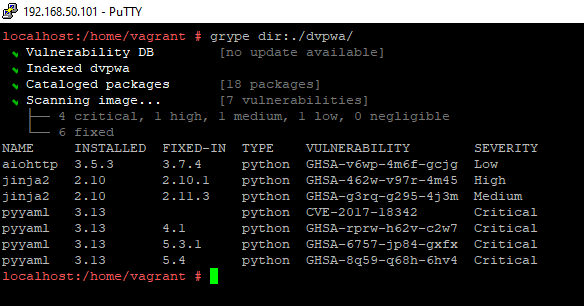 192.168.50.101 - PuTTY
localhost:/home/vagrant # grype dir:./dvpwa/
✔ Vulnerability DB [no update available]
✔ Indexed dvpwa
✔ Cataloged packages [18 packages]
✔ Scanning image... [7 vulnerabilities]
├── 4 critical, 1 high, 1 medium, 1 low, 0 negligible
└── 6 fixed
NAME INSTALLED FIXED-IN TYPE VULNERABILITY SEVERITY
aiohttp 3.5.3 3.7.4 python GHSA-v6wp-4m6f-gcjg Low
jinja2 2.10 2.10.1 python GHSA-462w-v97r-4m45 High
jinja2 2.10 2.11.3 python GHSA-g3rq-g295-4j3m Medium
pyyaml 3.13 python CVE-2017-18342 Critical
pyyaml 3.13 4.1 python GHSA-rprw-h62v-c2w7 Critical
pyyaml 3.13 5.3.1 python GHSA-6757-jp84-gxfx Critical
pyyaml 3.13 5.4 python GHSA-8q59-q68h-6hv4 Critical
localhost:/home/vagrant #